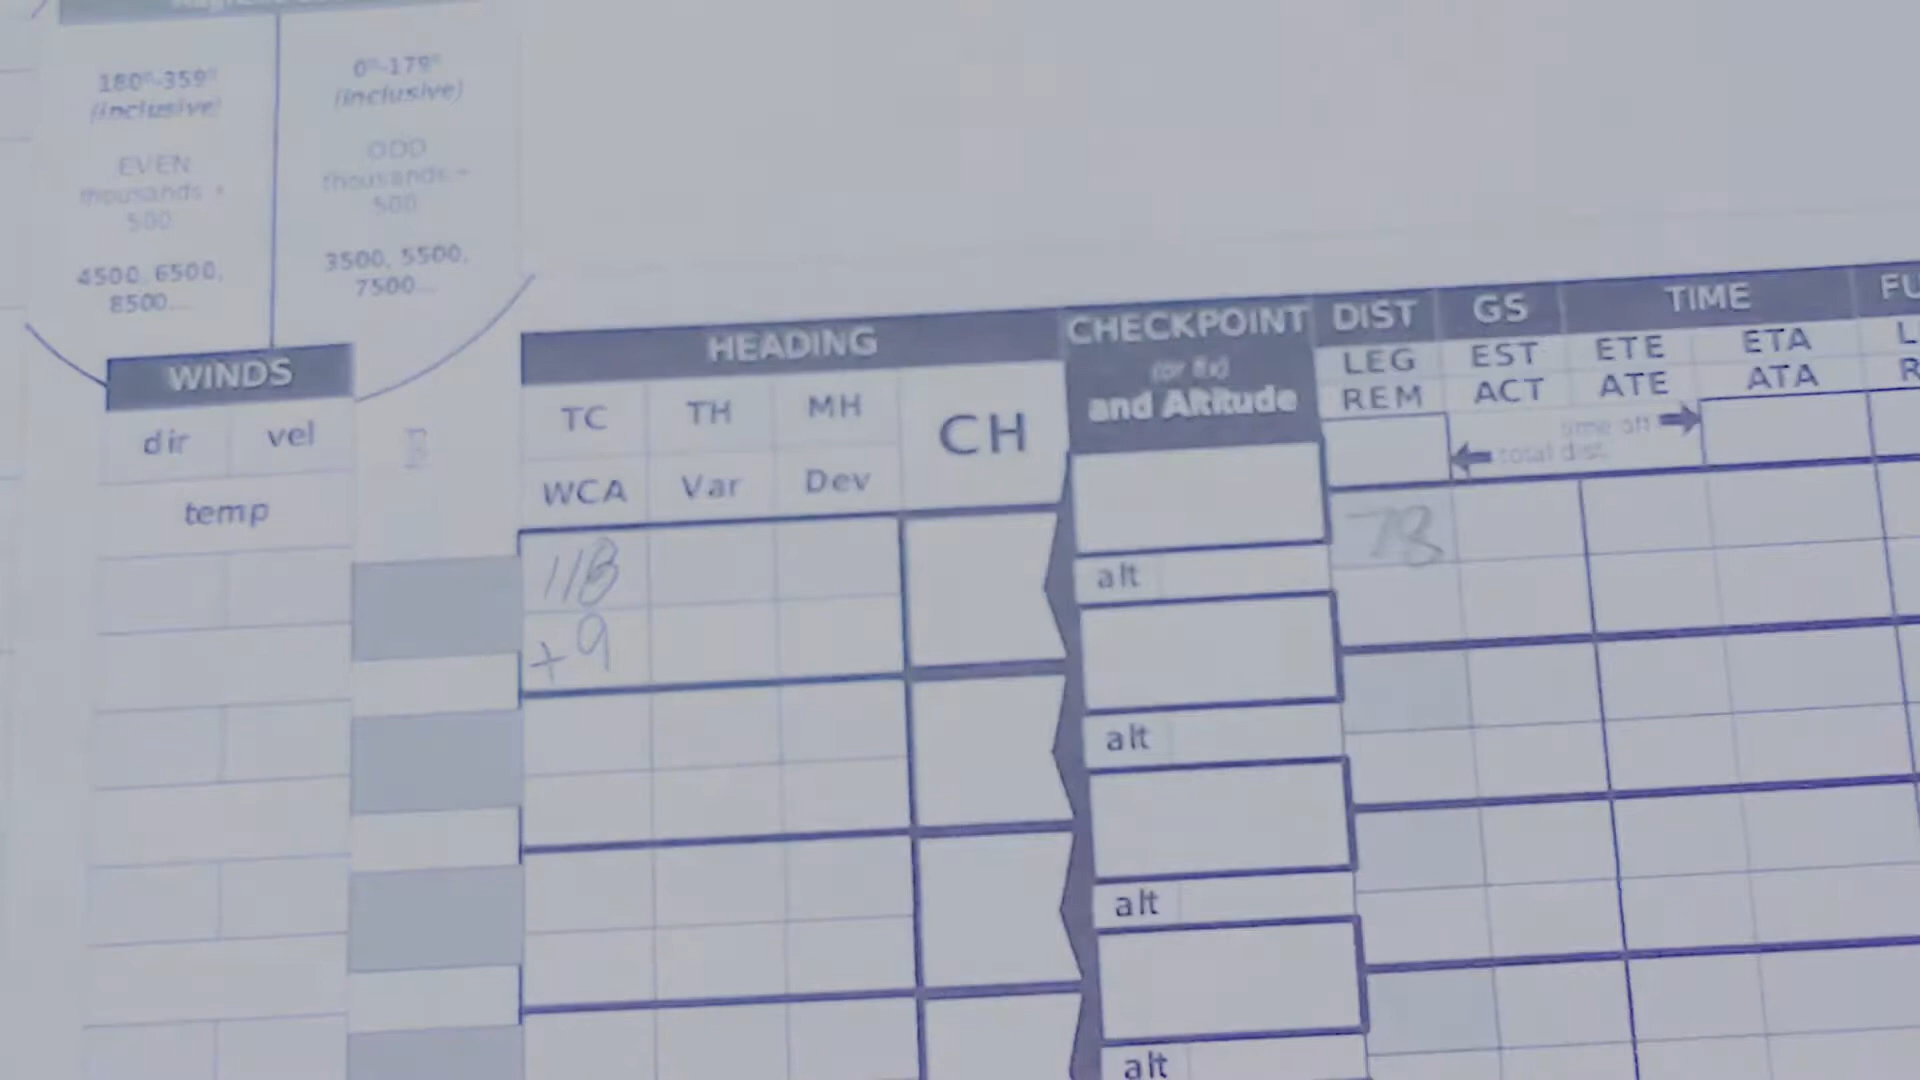 180°-359°
(inclusive)
EVEN
thousands +
500
4500, 6500,
8500...
0°-179°
(inclusive)
ODD
thousands +
500
3500, 5500,
7500...
WINDS
dir vel
temp
HEADING
TC TH MH
CH
WCA Var Dev
118
+9
CHECKPOINT
(or fix)
and Altitude
alt
alt
alt
alt
DIST GS TIME
LEG EST ETE ETA
REM ACT ATE ATA
time off
total dist.
78